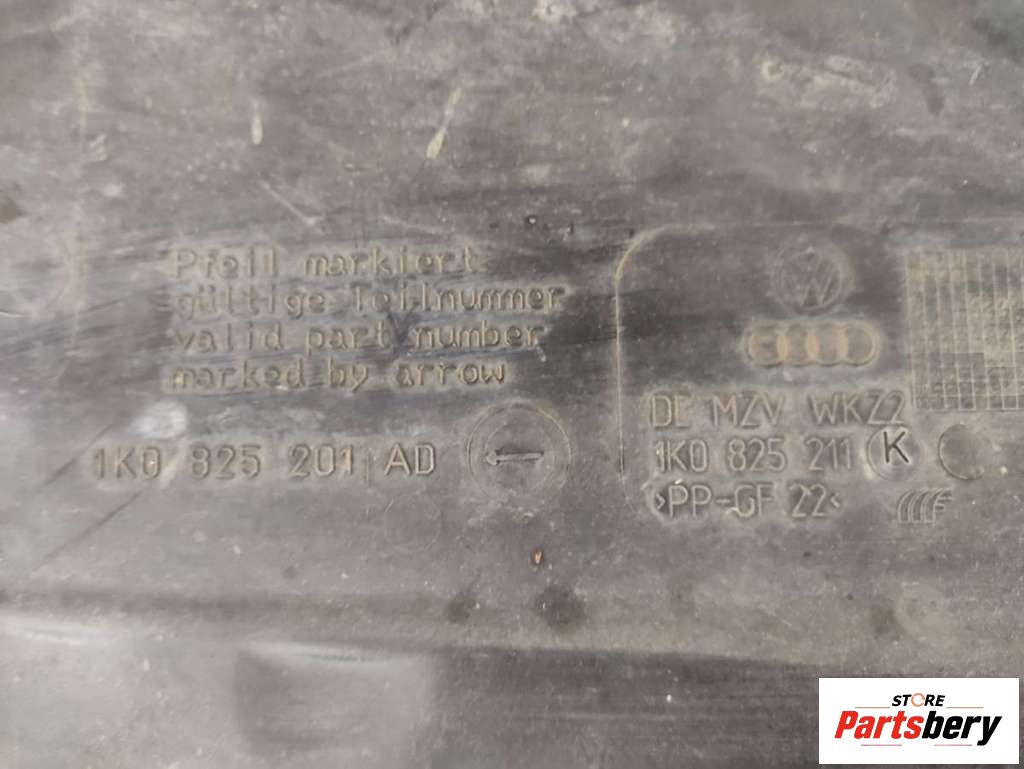 Pfeil markiert
gültige Teilnummer
valid part number
marked by arrow
1K0 825 201 AD
DE MZV WKZ2
1K0 825 211 K
>PP-GF 22<
STORE
Partsbery